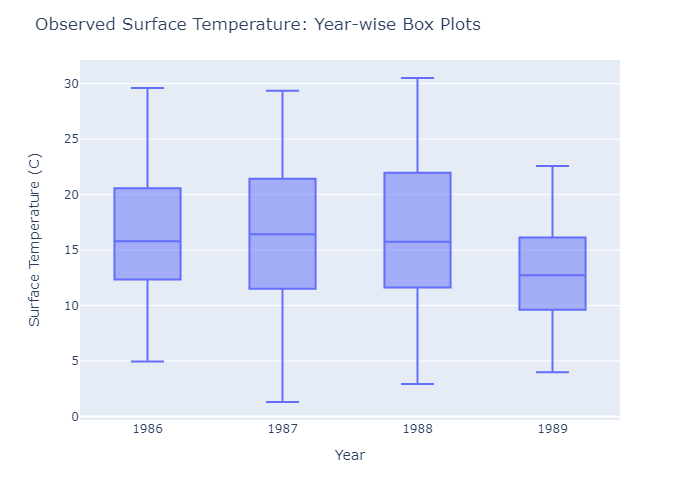 Observed Surface Temperature: Year-wise Box Plots
30
25
20
15
10
5
0
Surface Temperature (C)
1986 1987 1988 1989
Year